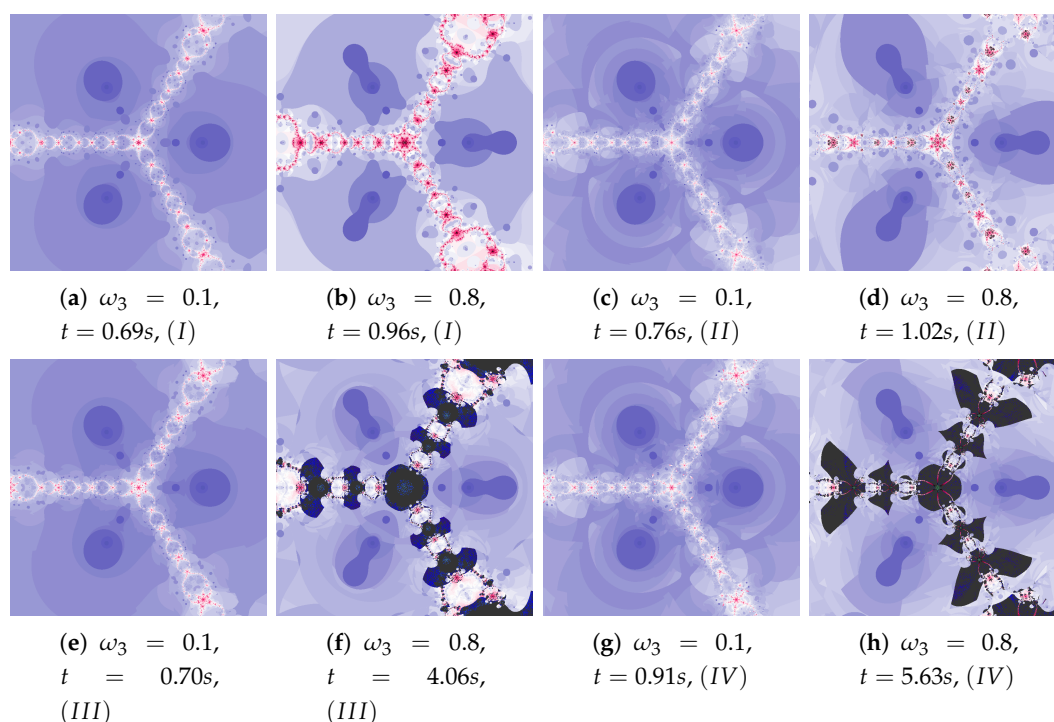 (a) ω₃ = 0.1,
t = 0.69s, (I)
(b) ω₃ = 0.8,
t = 0.96s, (I)
(c) ω₃ = 0.1,
t = 0.76s, (II)
(d) ω₃ = 0.8,
t = 1.02s, (II)
(e) ω₃ = 0.1,
t = 0.70s,
(III)
(f) ω₃ = 0.8,
t = 4.06s,
(III)
(g) ω₃ = 0.1,
t = 0.91s, (IV)
(h) ω₃ = 0.8,
t = 5.63s, (IV)